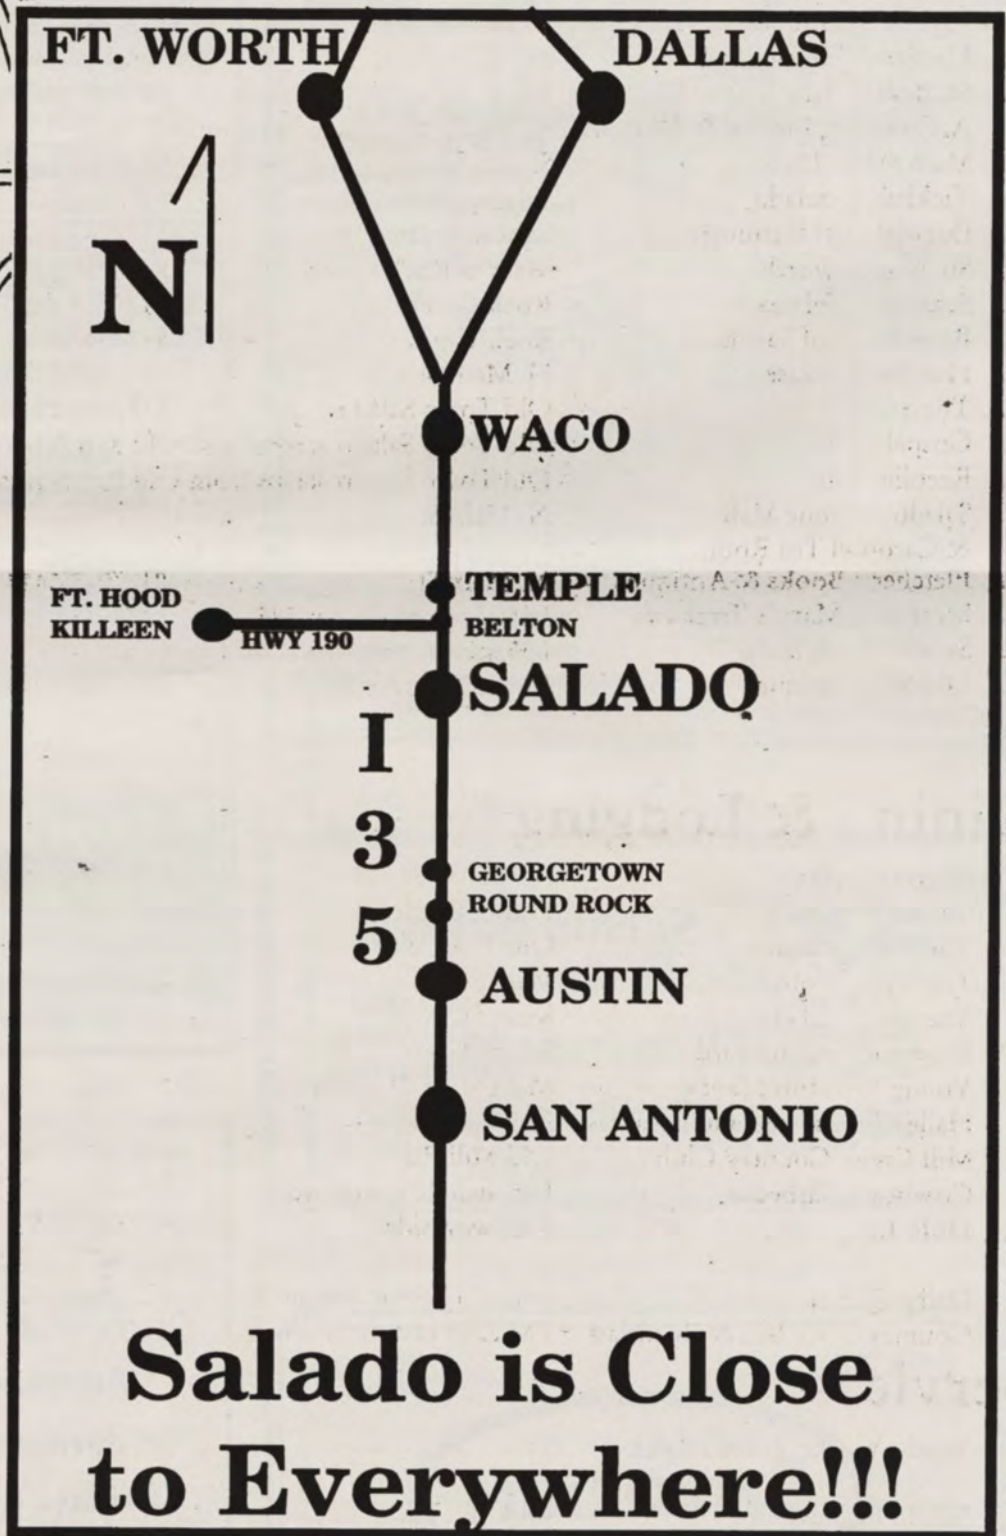 FT. WORTH
DALLAS
N
WACO
TEMPLE
FT. HOOD
KILLEEN
HWY 190
BELTON
SALADO
I
3
5
GEORGETOWN
ROUND ROCK
AUSTIN
SAN ANTONIO
Salado is Close
to Everywhere!!!